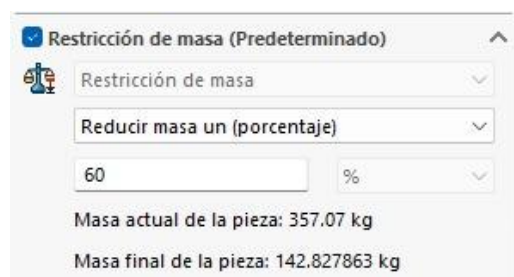 Restricción de masa (Predeterminado)
Restricción de masa
Reducir masa un (porcentaje)
60 %
Masa actual de la pieza: 357.07 kg
Masa final de la pieza: 142.827863 kg